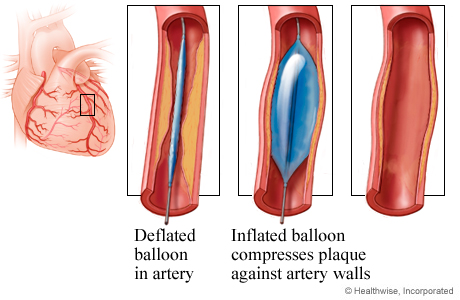 Deflated
balloon
in artery
Inflated balloon
compresses plaque
against artery walls
© Healthwise, Incorporated